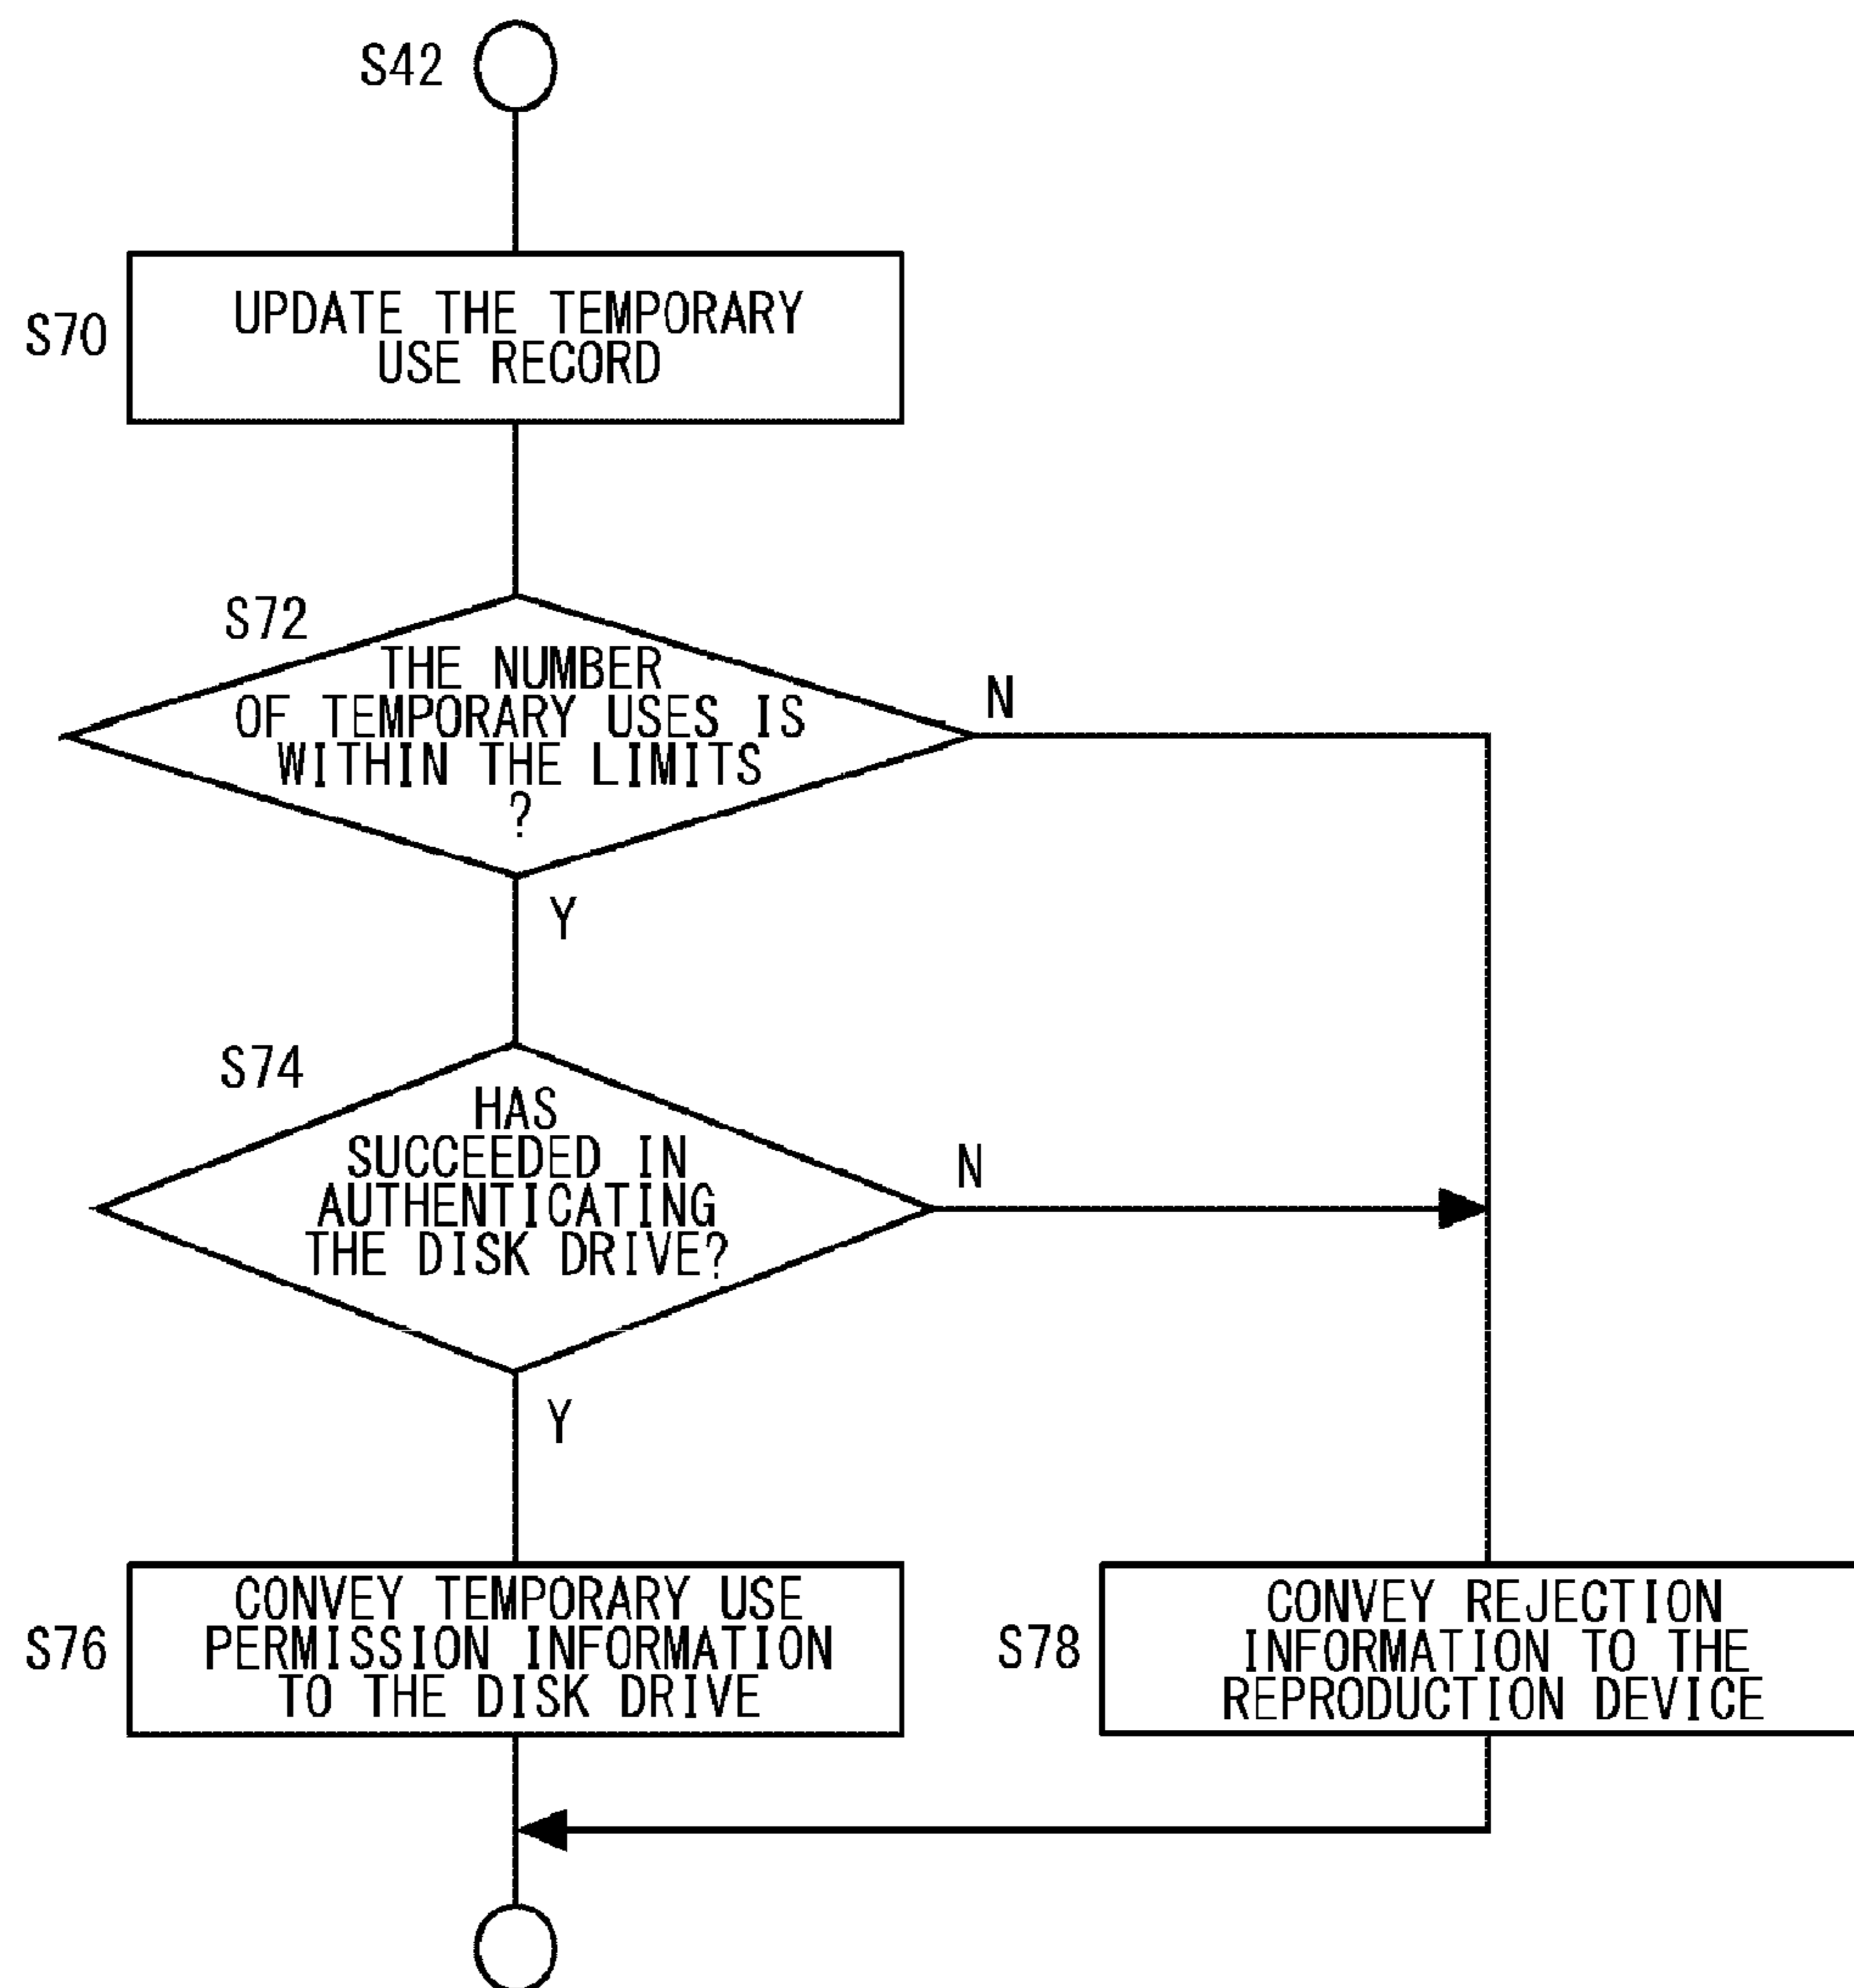 S42
S70
UPDATE THE TEMPORARY
USE RECORD
S72
THE NUMBER
OF TEMPORARY USES IS
WITHIN THE LIMITS
?
N
Y
S74
HAS
SUCCEEDED IN
AUTHENTICATING
THE DISK DRIVE?
N
Y
S76
CONVEY TEMPORARY USE
PERMISSION INFORMATION
TO THE DISK DRIVE
S78
CONVEY REJECTION
INFORMATION TO THE
REPRODUCTION DEVICE